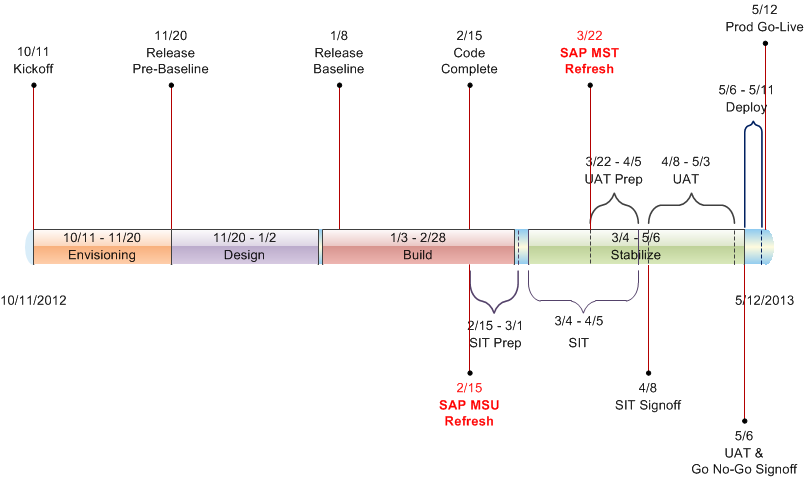 5/12
Prod Go-Live
10/11
Kickoff
11/20
Release
Pre-Baseline
1/8
Release
Baseline
2/15
Code
Complete
3/22
SAP MST
Refresh
5/6 - 5/11
Deploy
3/22 - 4/5
UAT Prep
4/8 - 5/3
UAT
10/11 - 11/20
Envisioning
11/20 - 1/2
Design
1/3 - 2/28
Build
3/4 - 5/6
Stabilize
10/11/2012
5/12/2013
2/15 - 3/1
SIT Prep
3/4 - 4/5
SIT
2/15
SAP MSU
Refresh
4/8
SIT Signoff
5/6
UAT &
Go No-Go Signoff